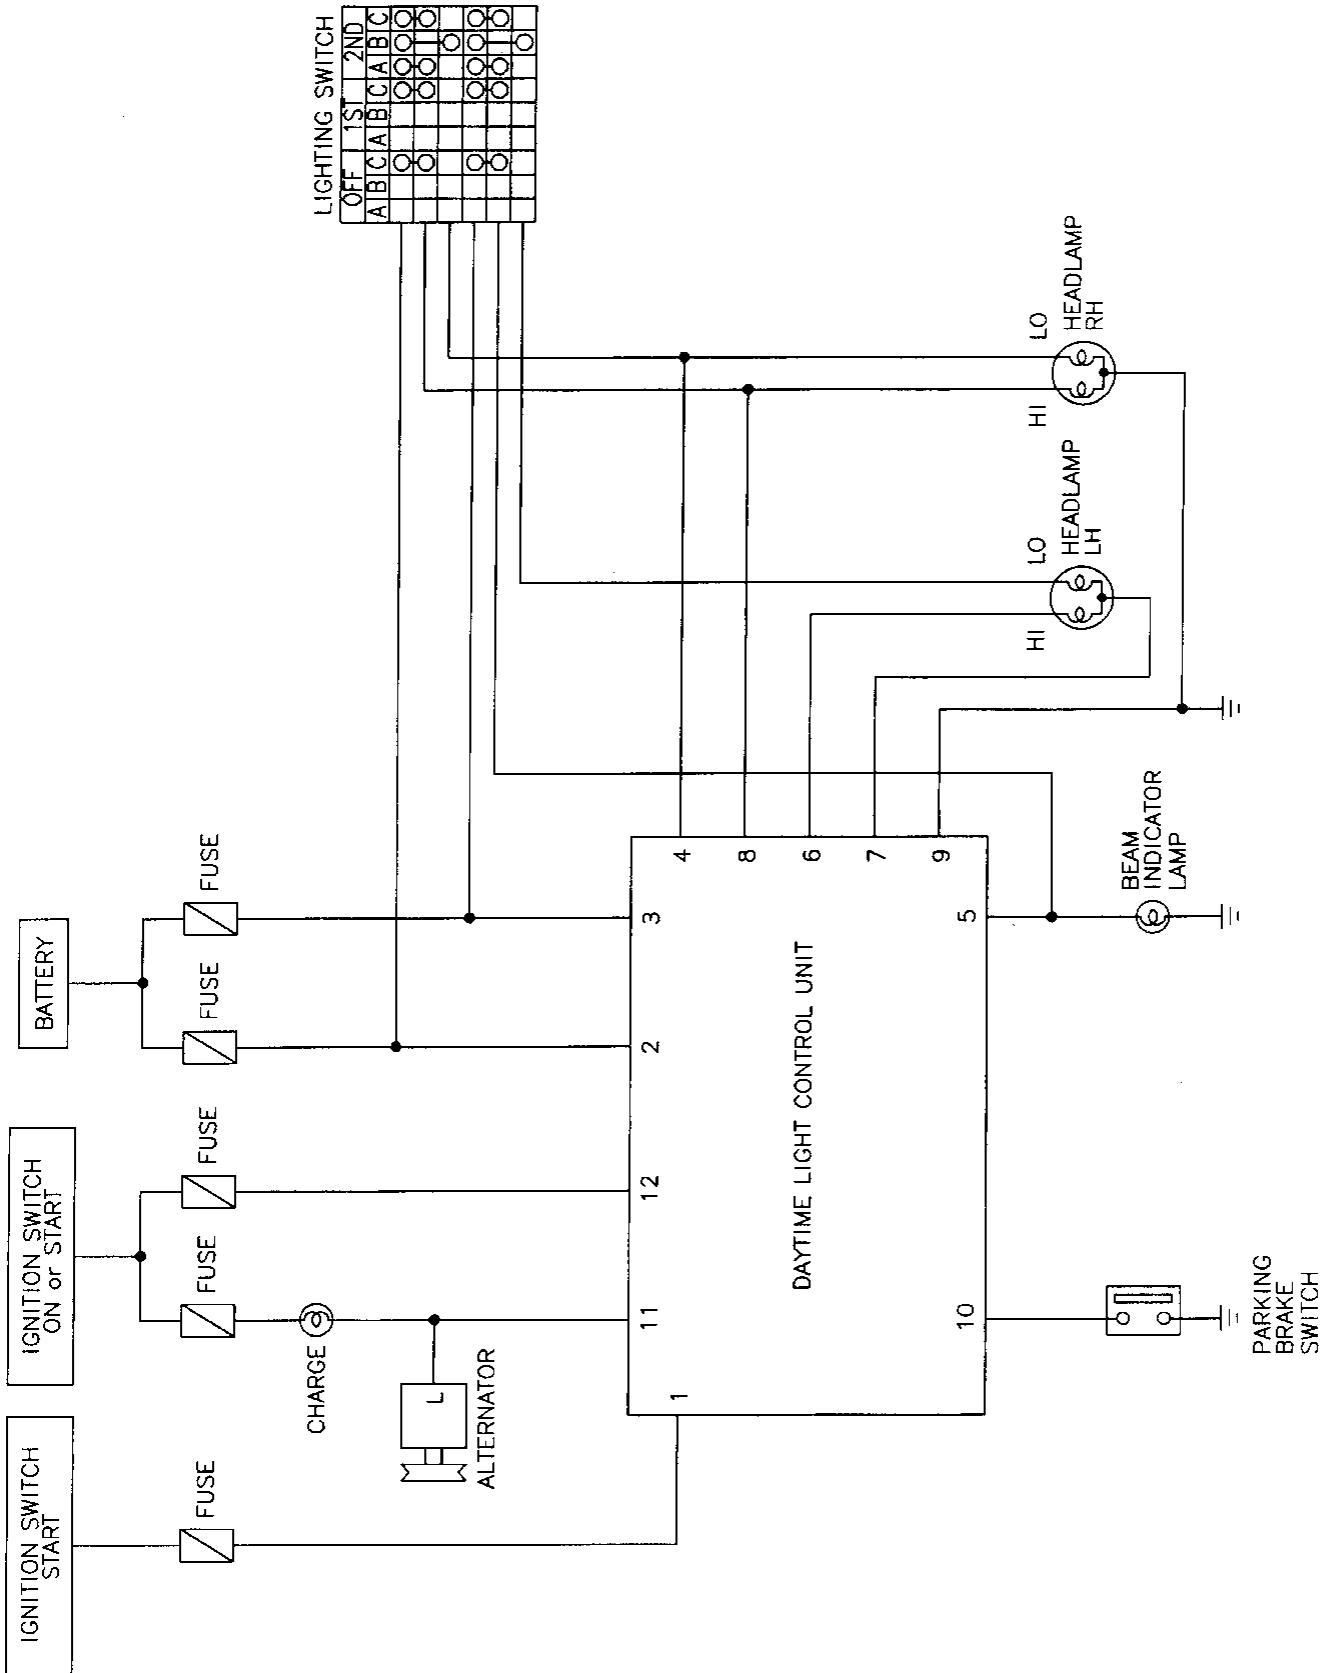 IGNITION SWITCH
START
IGNITION SWITCH
ON or START
BATTERY
FUSE
FUSE
FUSE
FUSE
FUSE
CHARGE
L
ALTERNATOR
LIGHTING SWITCH
OFF 1ST 2ND
A B C A B C A B C
1
11
12
2
3
DAYTIME LIGHT CONTROL UNIT
10
5
9
7
6
8
4
PARKING
BRAKE
SWITCH
BEAM
INDICATOR
LAMP
HI
LO
HEADLAMP
LH
HI
LO
HEADLAMP
RH